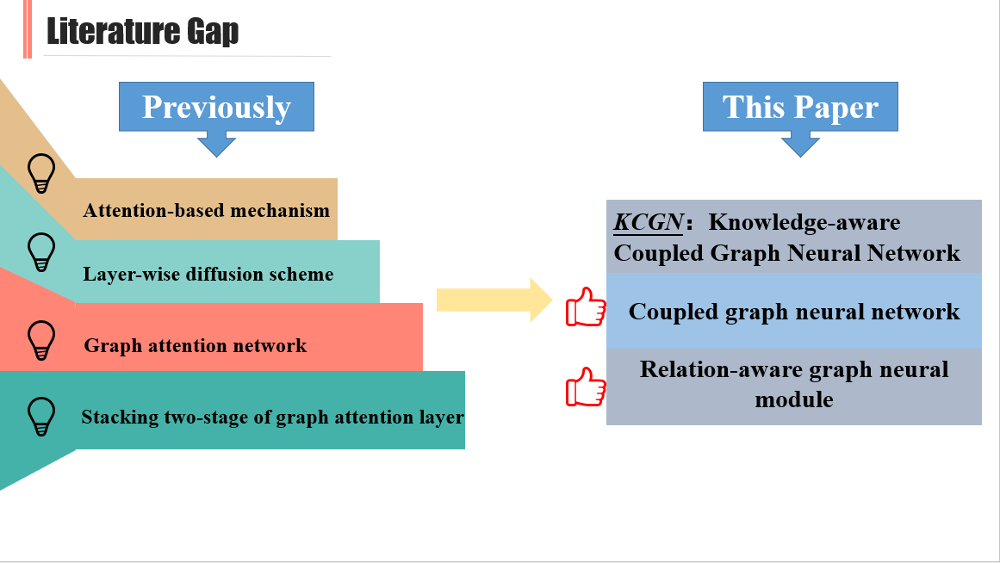 Literature Gap
Previously
Attention-based mechanism
Layer-wise diffusion scheme
Graph attention network
Stacking two-stage of graph attention layer
This Paper
KCGN：Knowledge-aware
Coupled Graph Neural Network
Coupled graph neural network
Relation-aware graph neural
module